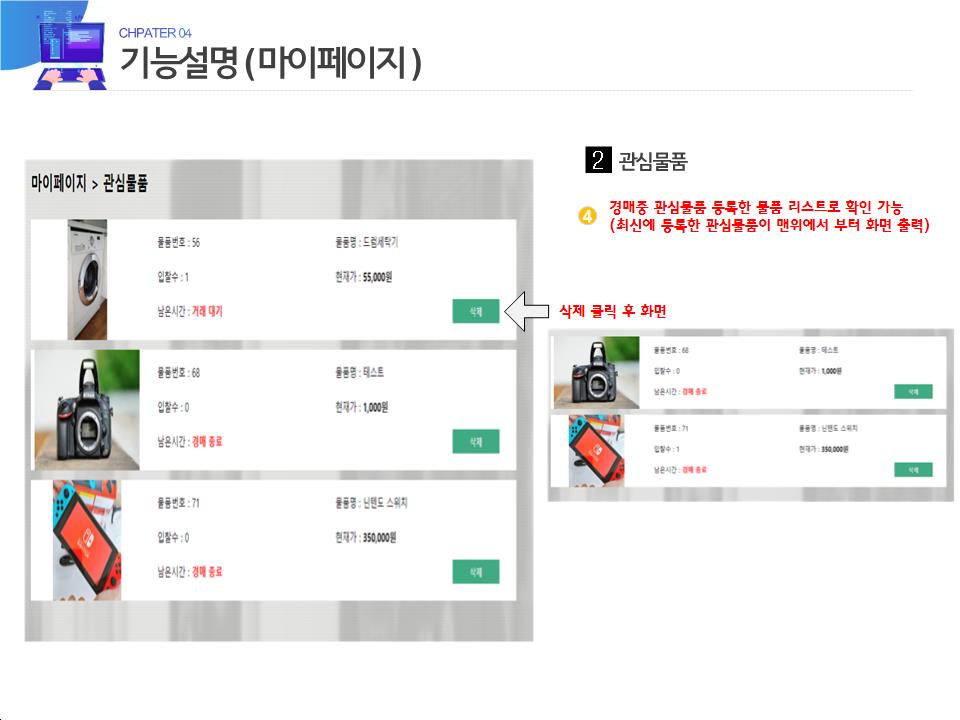 CHPATER 04
기능설명 ( 마이페이지 )
마이페이지 > 관심물품
물품번호 : 56
물품명 : 드럼세탁기
입찰수 : 1
현재가 : 55,000원
남은시간 : 거래 대기
삭제
물품번호 : 68
물품명 : 테스트
입찰수 : 0
현재가 : 1,000원
남은시간 : 경매 종료
삭제
물품번호 : 71
물품명 : 닌텐도 스위치
입찰수 : 0
현재가 : 350,000원
남은시간 : 경매 종료
삭제
2 관심물품
4 경매중 관심물품 등록한 물품 리스트로 확인 가능
(최신에 등록한 관심물품이 맨위에서 부터 화면 출력)
삭제 클릭 후 화면
물품번호 : 68
물품명 : 테스트
입찰수 : 0
현재가 : 1,000원
남은시간 : 경매 종료
삭제
물품번호 : 71
물품명 : 닌텐도 스위치
입찰수 : 1
현재가 : 350,000원
남은시간 : 경매 종료
삭제